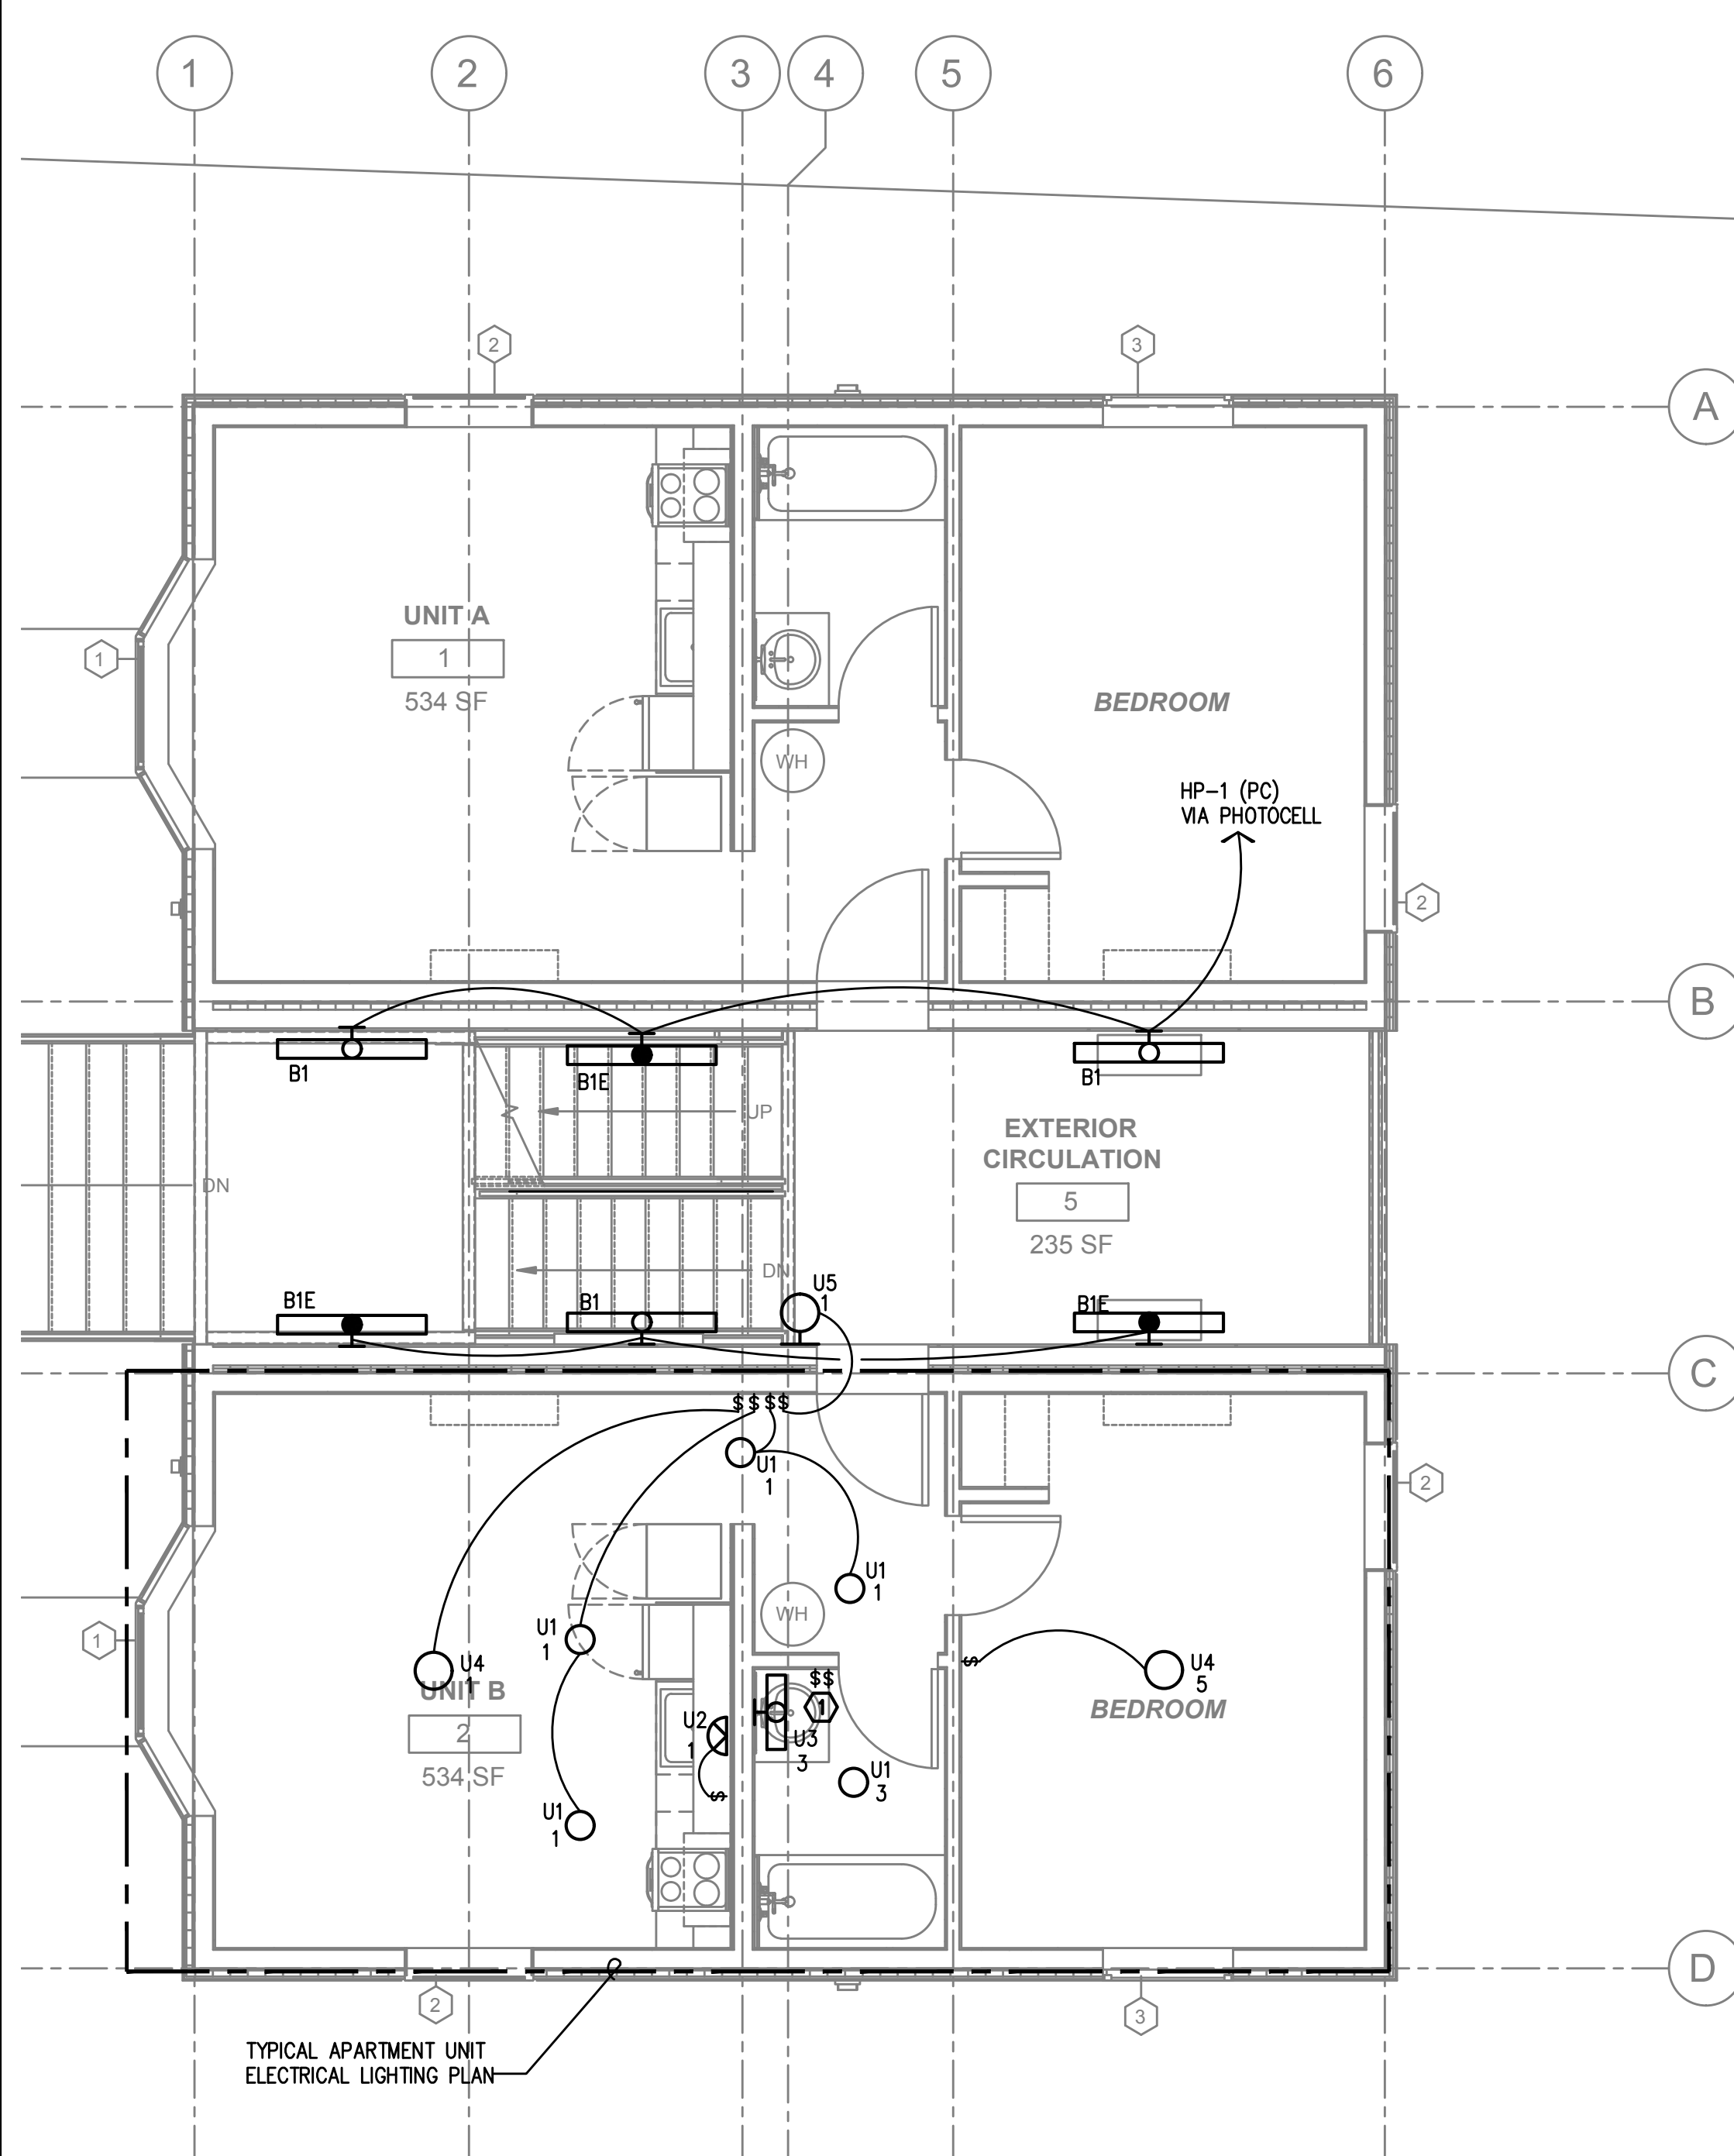 1
2
3
4
5
6
2
3
A
UNIT A
1
1
534 SF
BEDROOM
WH
HP-1 (PC)
VIA PHOTOCELL
2
B
B1
B1E
B1
UP
EXTERIOR
CIRCULATION
5
235 SF
DN
DN
U5
1
B1E
B1
B1E
C
$ $ $ $
U1
1
2
U1
1
WH
1
U1
1
U4
1
UNIT B
2
534 SF
$
U4
5
BEDROOM
$$
1
U2
1
U3
3
$
U1
3
U1
1
D
2
3
TYPICAL APARTMENT UNIT
ELECTRICAL LIGHTING PLAN